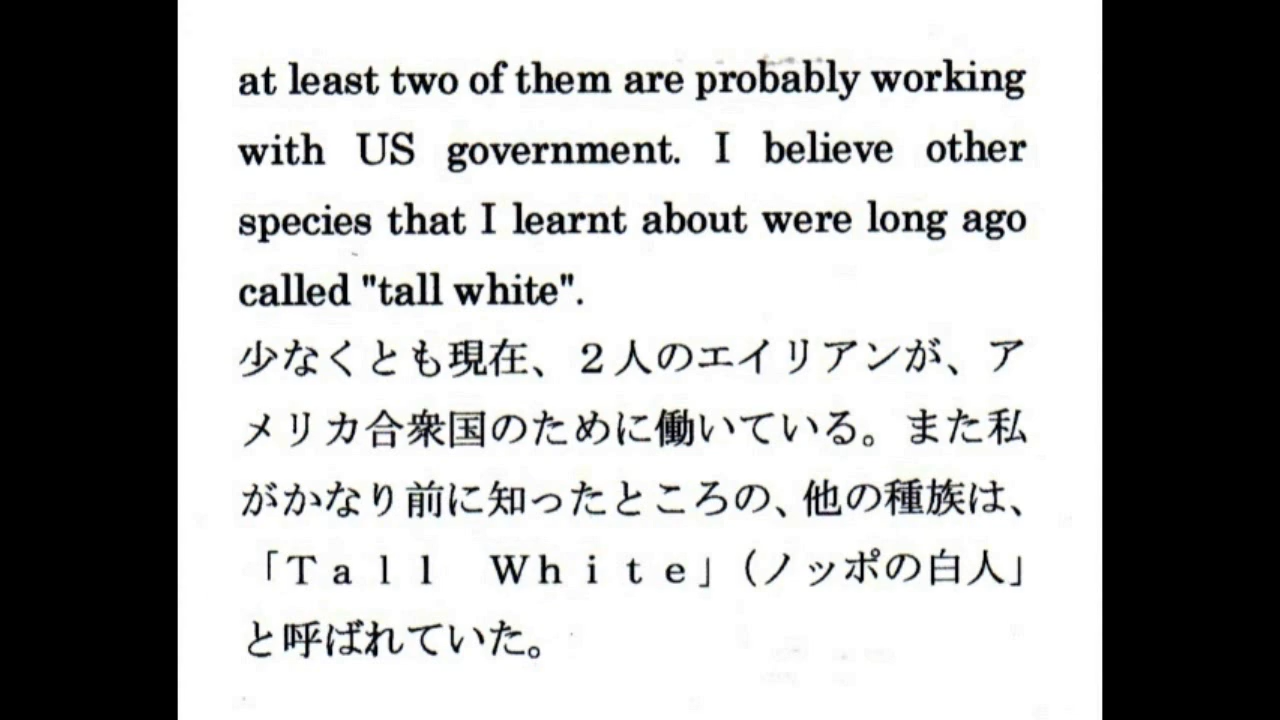 at least two of them are probably working
with US government. I believe other
species that I learnt about were long ago
called "tall white".
少なくとも現在、２人のエイリアンが、ア
メリカ合衆国のために働いている。また私
がかなり前に知ったところの、他の種族は、
「Ｔａｌｌ　Ｗｈｉｔｅ」（ノッポの白人」
と呼ばれていた。